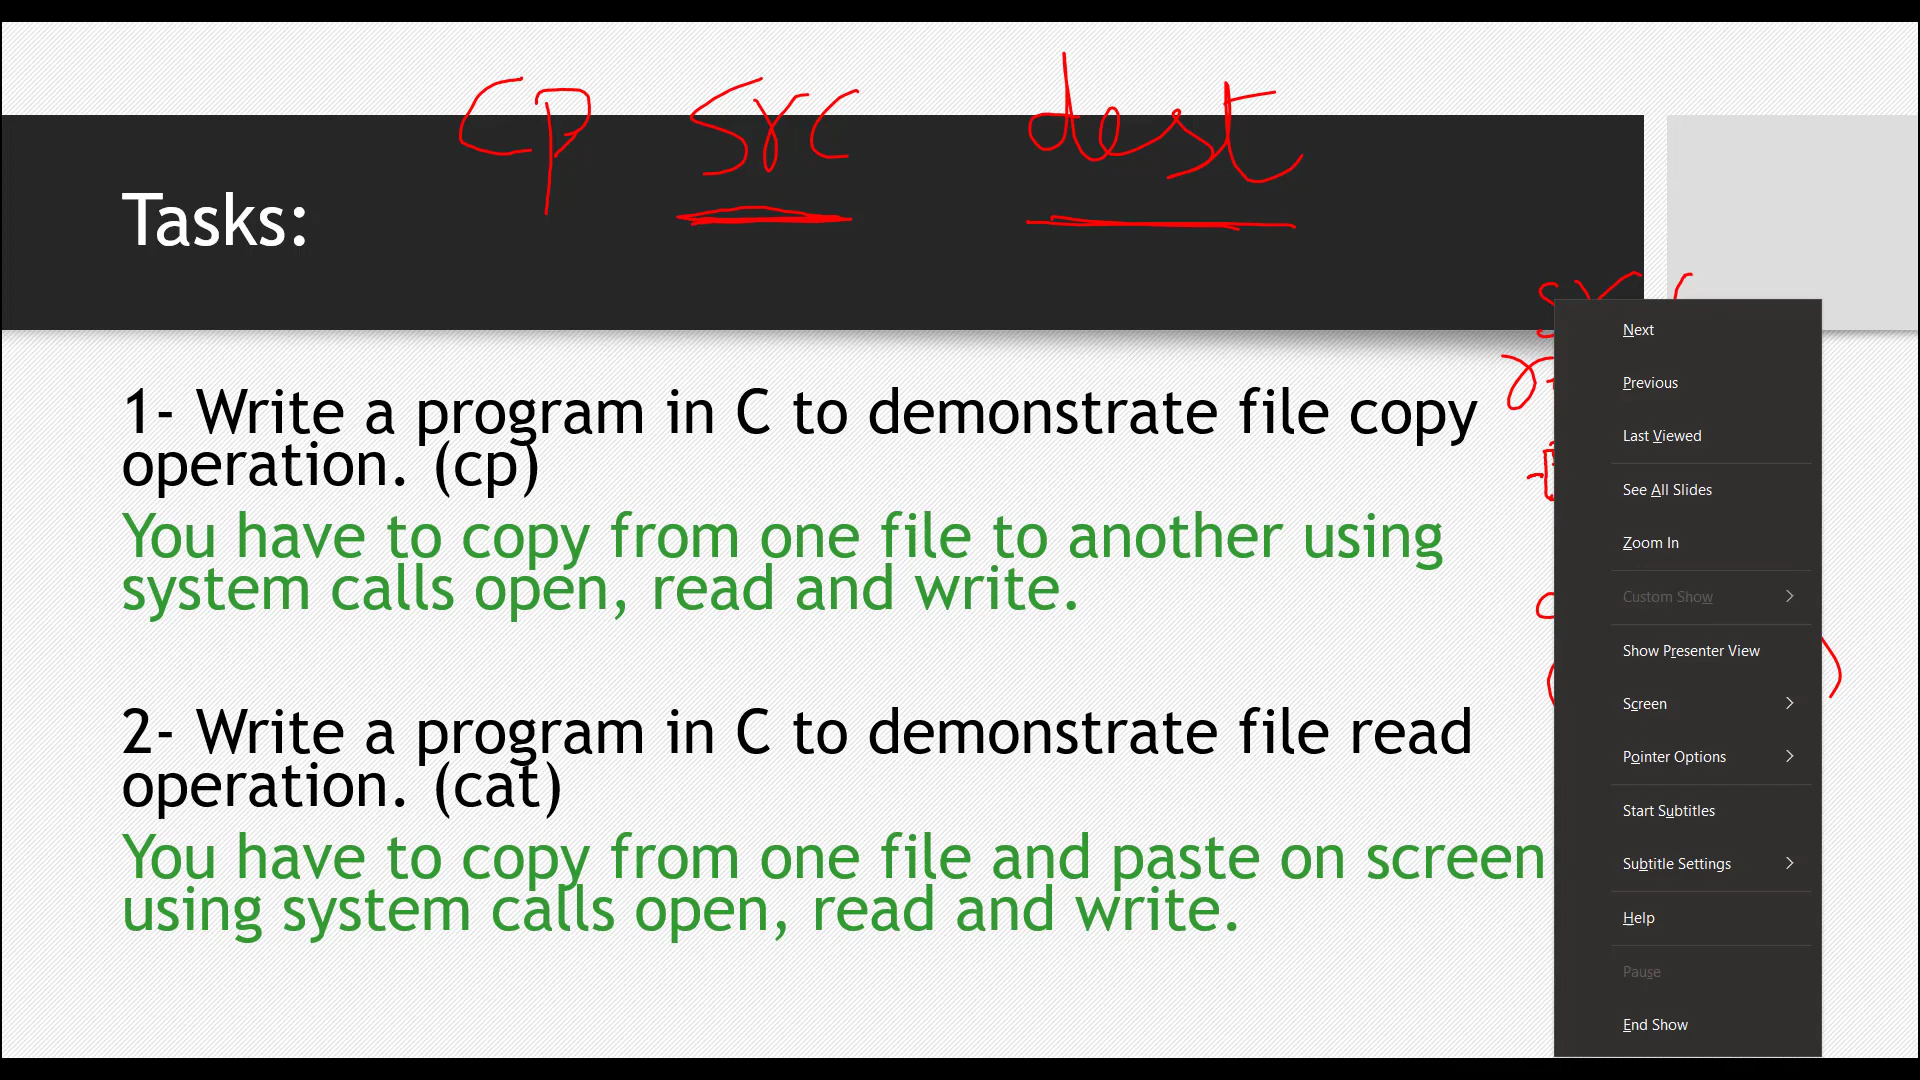 cp src dest
Tasks:
1- Write a program in C to demonstrate file copy
operation. (cp)
You have to copy from one file to another using
system calls open, read and write.
2- Write a program in C to demonstrate file read
operation. (cat)
You have to copy from one file and paste on screen
using system calls open, read and write.
Next
Previous
Last Viewed
See All Slides
Zoom In
Custom Show
Show Presenter View
Screen
Pointer Options
Start Subtitles
Subtitle Settings
Help
Pause
End Show